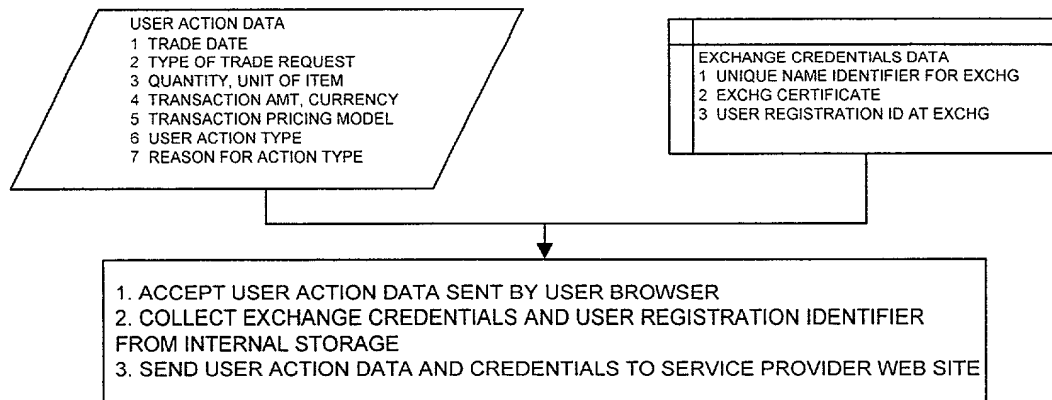 USER ACTION DATA
1 TRADE DATE
2 TYPE OF TRADE REQUEST
3 QUANTITY, UNIT OF ITEM
4 TRANSACTION AMT, CURRENCY
5 TRANSACTION PRICING MODEL
6 USER ACTION TYPE
7 REASON FOR ACTION TYPE
EXCHANGE CREDENTIALS DATA
1 UNIQUE NAME IDENTIFIER FOR EXCHG
2 EXCHG CERTIFICATE
3 USER REGISTRATION ID AT EXCHG
1. ACCEPT USER ACTION DATA SENT BY USER BROWSER
2. COLLECT EXCHANGE CREDENTIALS AND USER REGISTRATION IDENTIFIER
FROM INTERNAL STORAGE
3. SEND USER ACTION DATA AND CREDENTIALS TO SERVICE PROVIDER WEB SITE